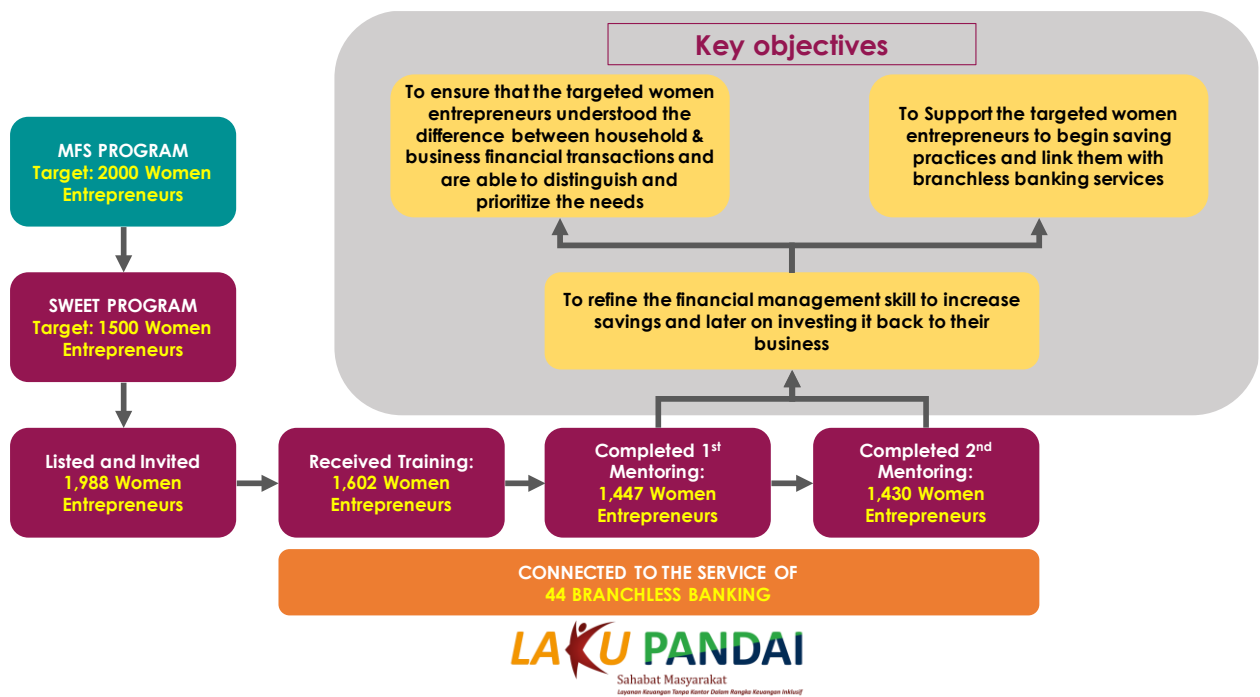 Key objectives
To ensure that the targeted women
entrepreneurs understood the
difference between household &
business financial transactions and
are able to distinguish and
prioritize the needs
To Support the targeted women
entrepreneurs to begin saving
practices and link them with
branchless banking services
MFS PROGRAM
Target: 2000 Women
Entrepreneurs
SWEET PROGRAM
Target: 1500 Women
Entrepreneurs
To refine the financial management skill to increase
savings and later on investing it back to their
business
Listed and Invited
1,988 Women
Entrepreneurs
Received Training:
1,602 Women
Entrepreneurs
Completed 1st
Mentoring:
1,447 Women
Entrepreneurs
Completed 2nd
Mentoring:
1,430 Women
Entrepreneurs
CONNECTED TO THE SERVICE OF
44 BRANCHLESS BANKING
LAKU PANDAI
Sahabat Masyarakat
Layanan Keuangan Tanpa Kantor Dalam Rangka Keuangan Inklusif